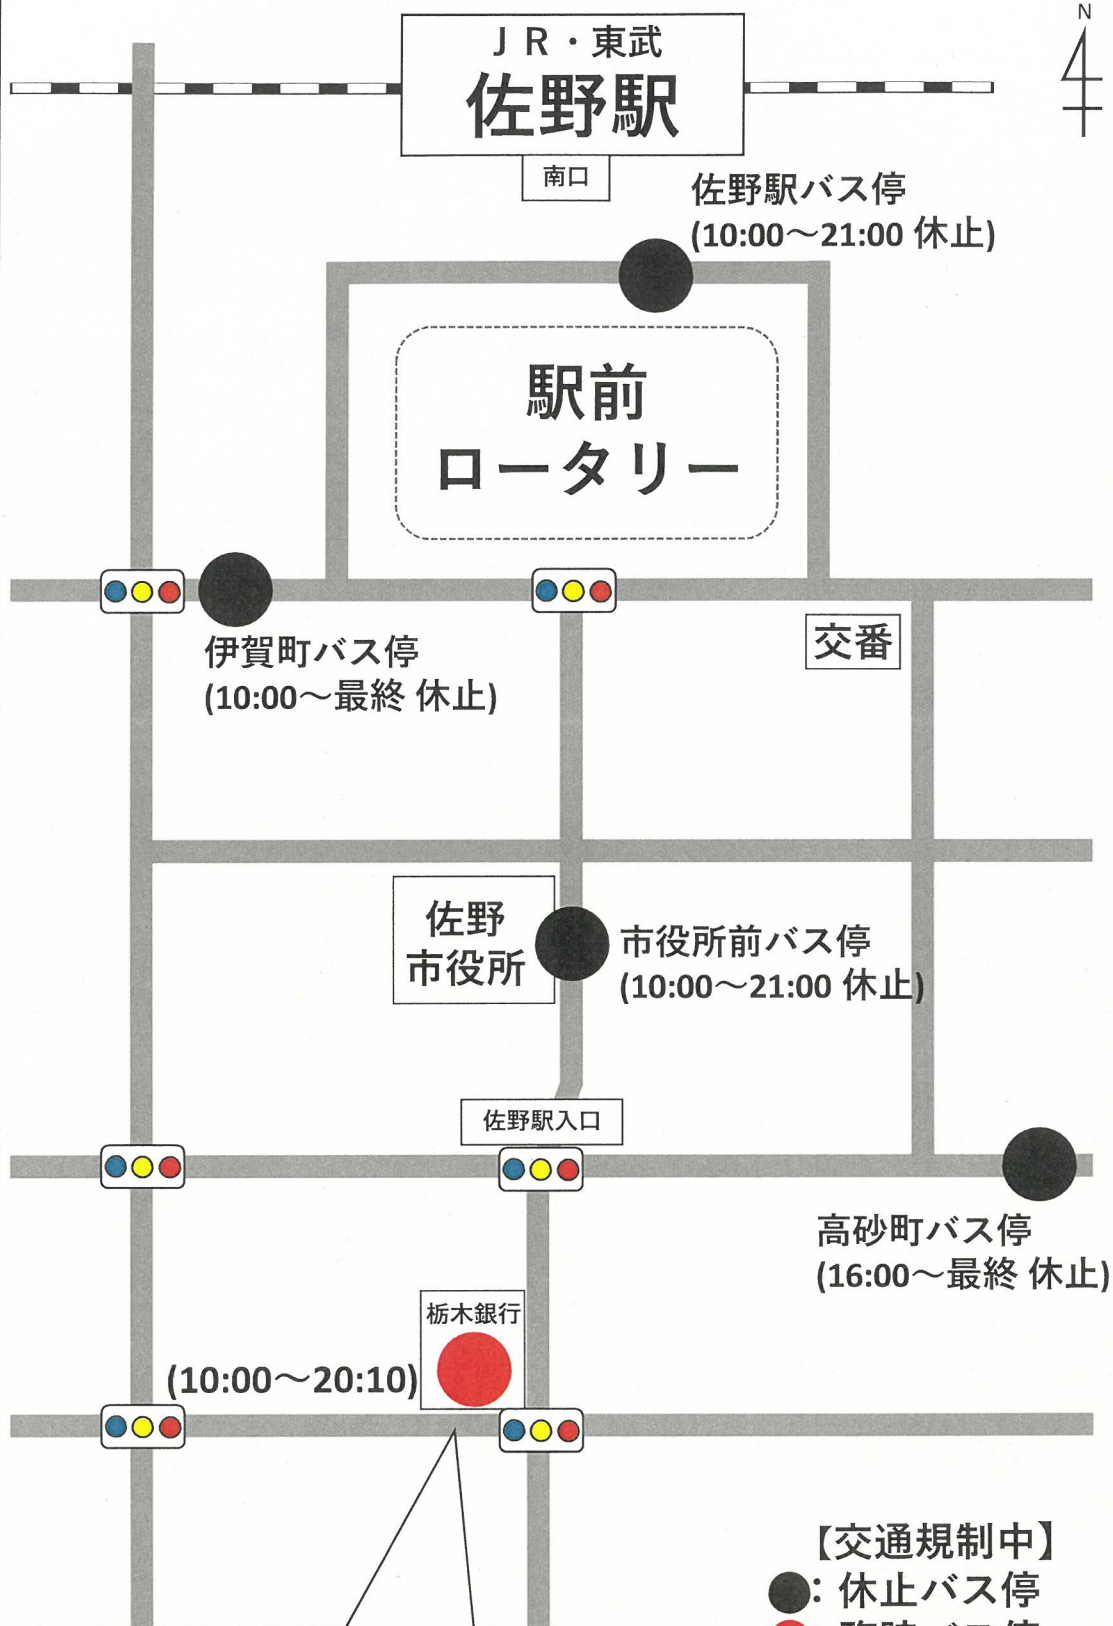 N
JR・東武
佐野駅
南口
佐野駅バス停
(10:00～21:00 休止)
駅前
ロータリー
交番
伊賀町バス停
(10:00～最終 休止)
佐野
市役所
市役所前バス停
(10:00～21:00 休止)
佐野駅入口
高砂町バス停
(16:00～最終 休止)
栃木銀行
(10:00～20:10)
【交通規制中】
：休止バス停